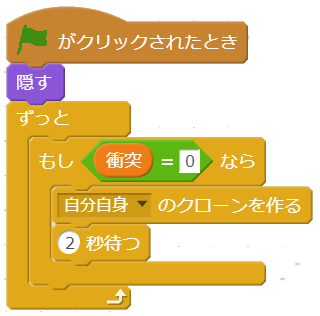 がクリックされたとき
隠す
ずっと
もし 衝突 = 0 なら
自分自身 のクローンを作る
2 秒待つ